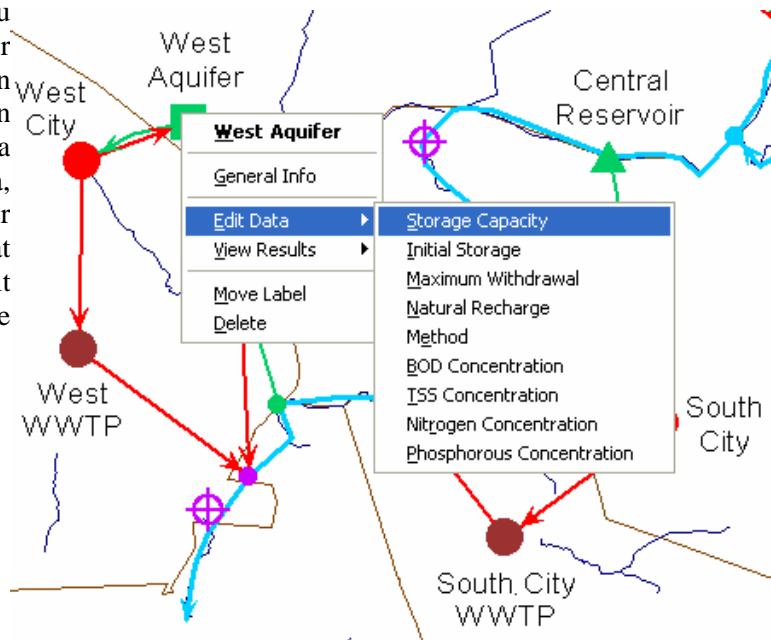 u
r
n
n
a
,
r
at
t
e
West
Aquifer
West
City
Central
Reservoir
West Aquifer
General Info
Edit Data
View Results
Move Label
Delete
Storage Capacity
Initial Storage
Maximum Withdrawal
Natural Recharge
Method
BOD Concentration
TSS Concentration
Nitrogen Concentration
Phosphorous Concentration
West
WWTP
South
City
South City
WWTP